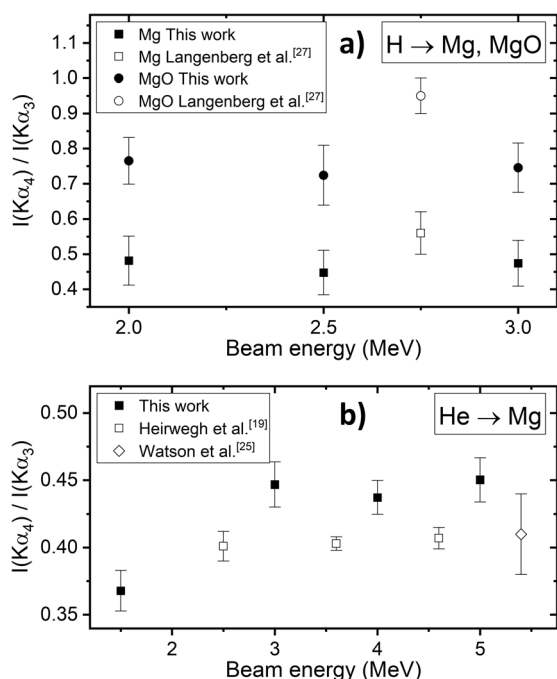 a)
H → Mg, MgO
Mg This work
Mg Langenberg et al.[27]
MgO This work
MgO Langenberg et al.[27]
I(Kα4) / I(Kα3)
1.1
1.0
0.9
0.8
0.7
0.6
0.5
0.4
2.0 2.5 3.0
Beam energy (MeV)
b)
He → Mg
This work
Heirwegh et al.[19]
Watson et al.[25]
I(Kα4) / I(Kα3)
0.50
0.45
0.40
0.35
2 3 4 5
Beam energy (MeV)